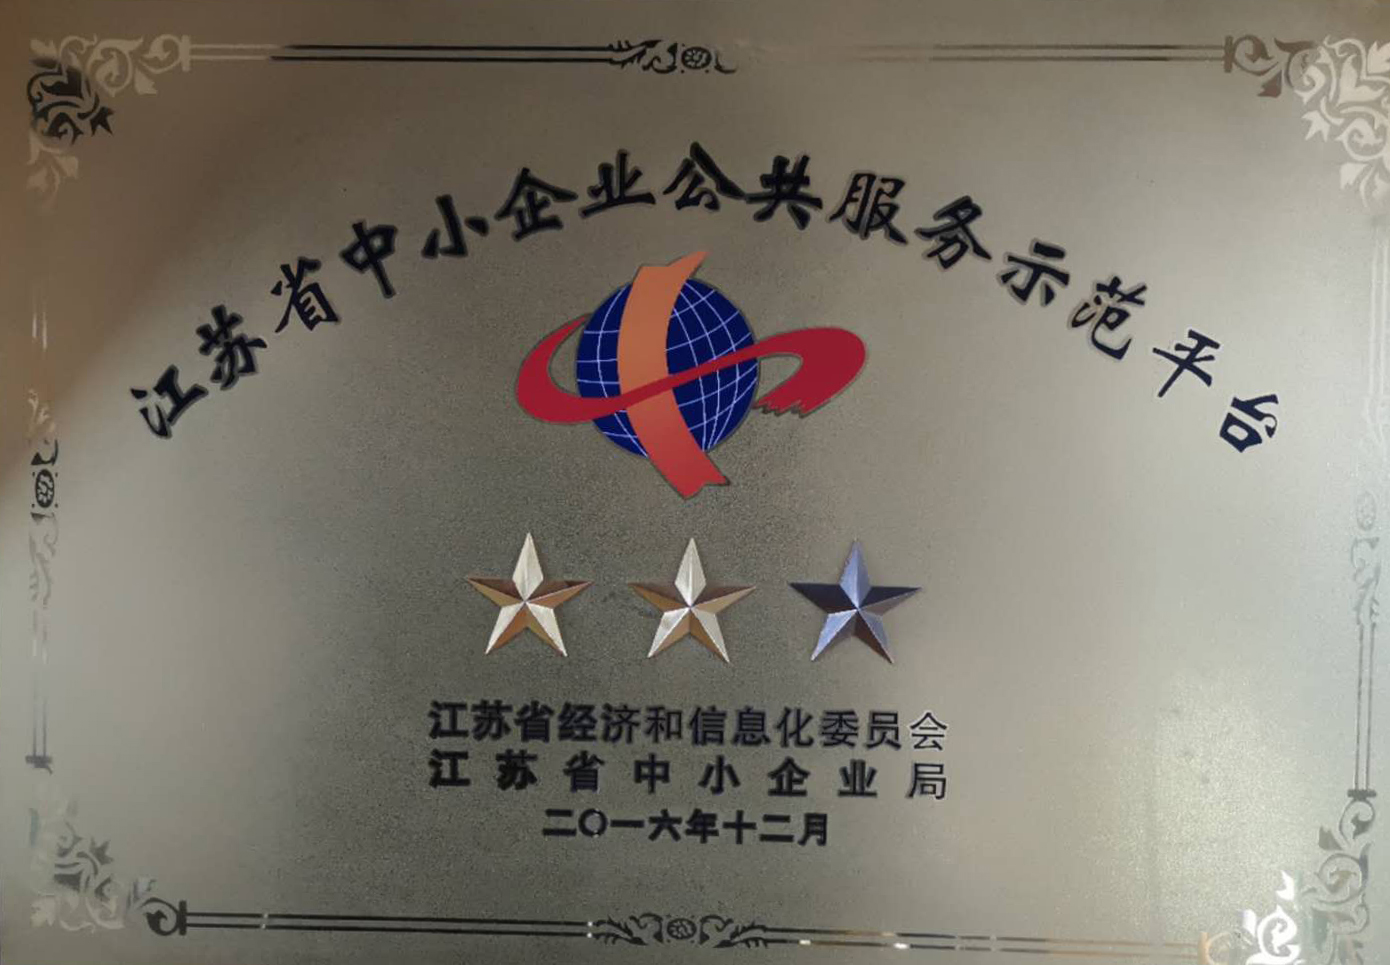 江苏省中小企业公共服务示范平台
江苏省经济和信息化委员会
江苏省中小企业局
二〇一六年十二月